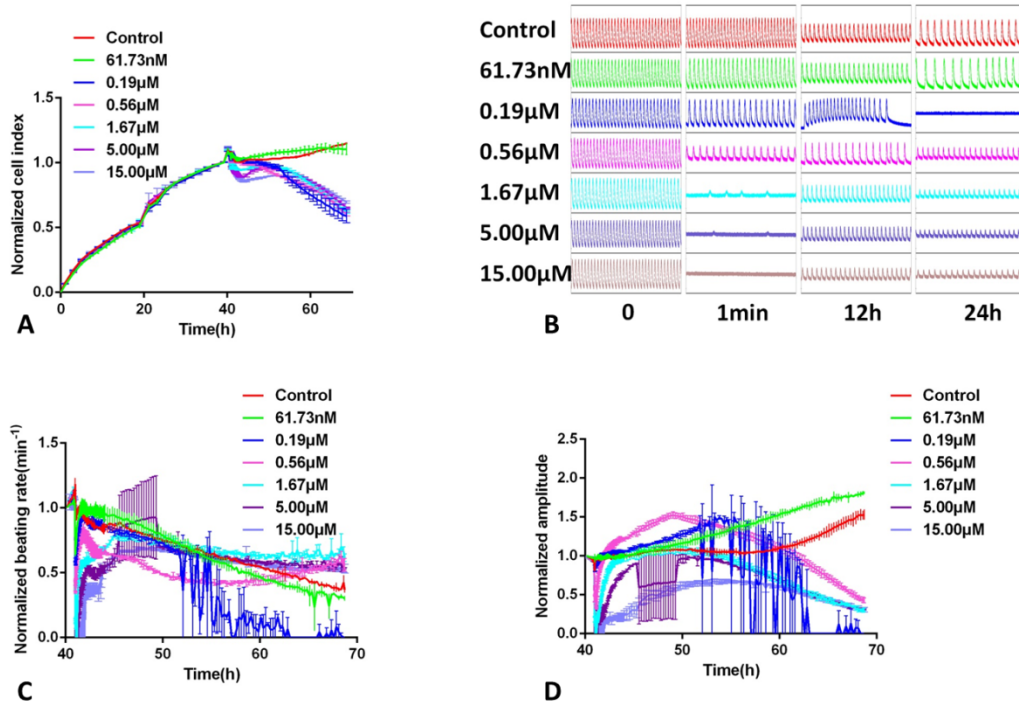 Control
61.73nM
0.19μM
0.56μM
1.67μM
5.00μM
15.00μM
1.5
1.0
0.5
0.0
Normalized cell index
0 20 40 60
Time(h)
A
Control
61.73nM
0.19μM
0.56μM
1.67μM
5.00μM
15.00μM
0 1min 12h 24h
B
Control
61.73nM
0.19μM
0.56μM
1.67μM
5.00μM
15.00μM
1.5
1.0
0.5
0.0
Normalized beating rate(min⁻¹)
40 50 60 70
Time(h)
C
Control
61.73nM
0.19μM
0.56μM
1.67μM
5.00μM
15.00μM
2.5
2.0
1.5
1.0
0.5
0.0
Normalized amplitude
40 50 60 70
Time(h)
D